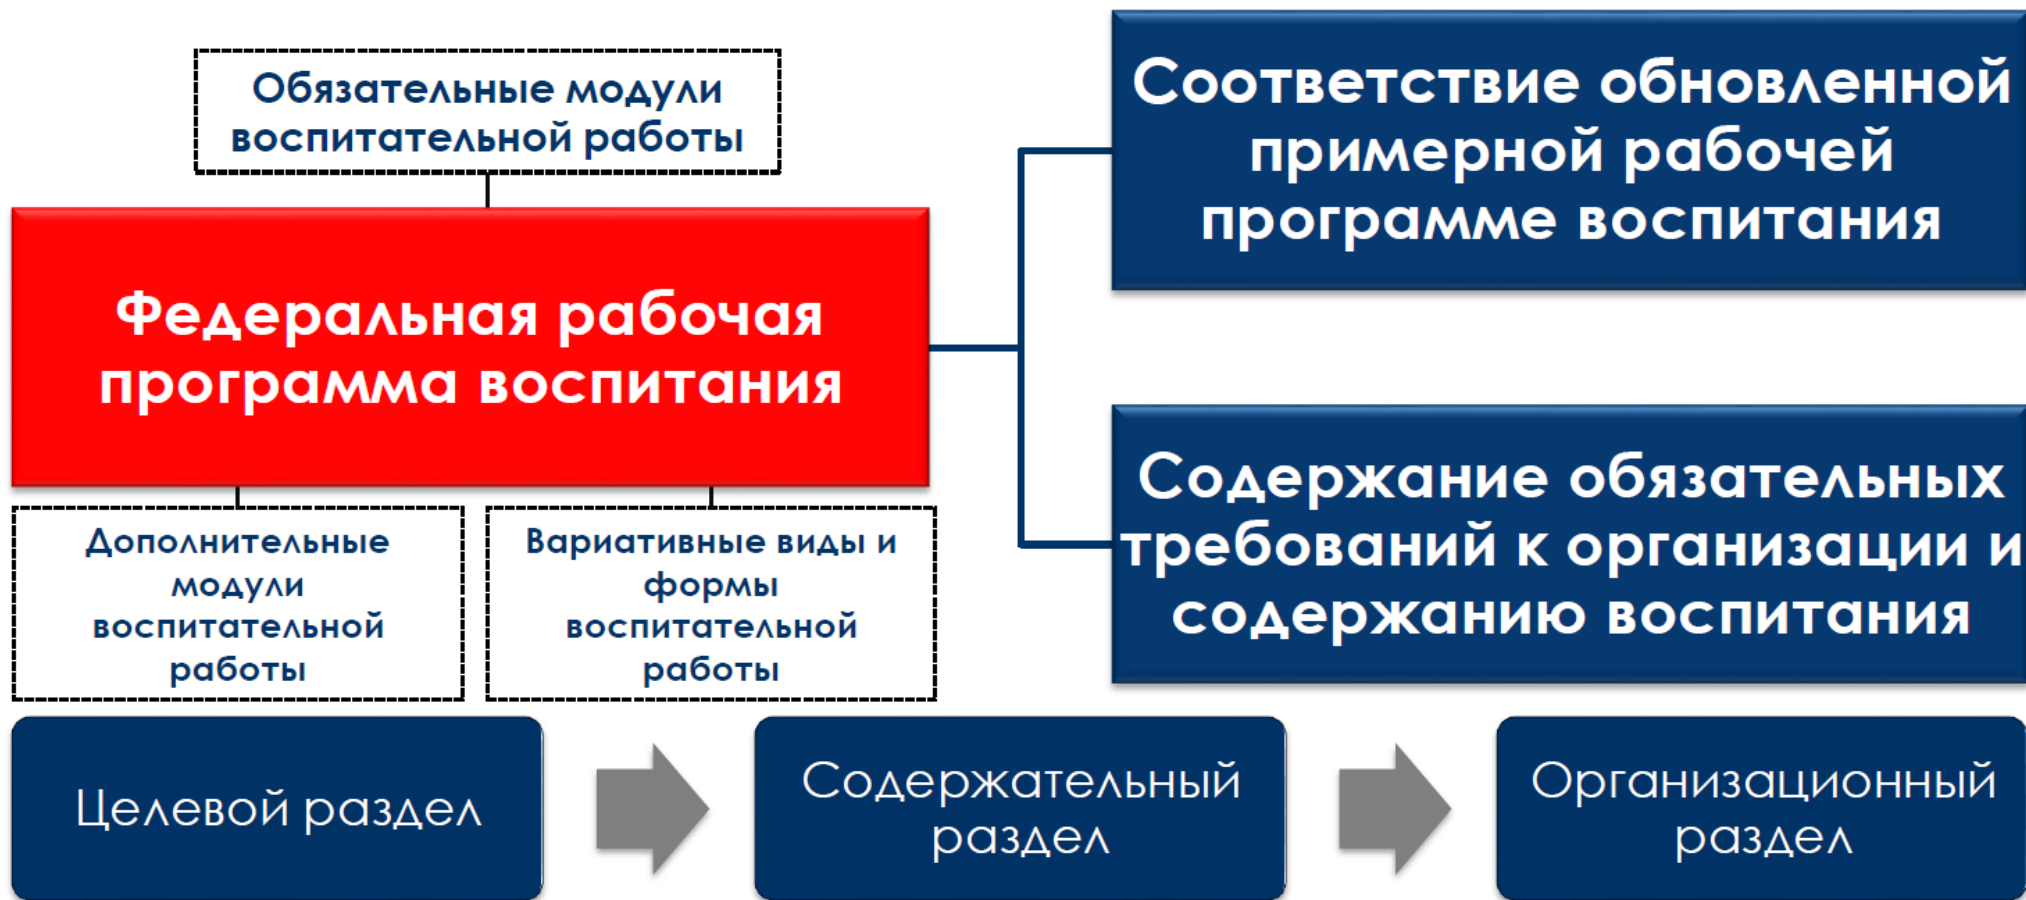 Обязательные модули
воспитательной работы
Федеральная рабочая
программа воспитания
Дополнительные
модули
воспитательной
работы
Вариативные виды и
формы
воспитательной
работы
Соответствие обновленной
примерной рабочей
программе воспитания
Содержание обязательных
требований к организации и
содержанию воспитания
Целевой раздел
Содержательный
раздел
Организационный
раздел